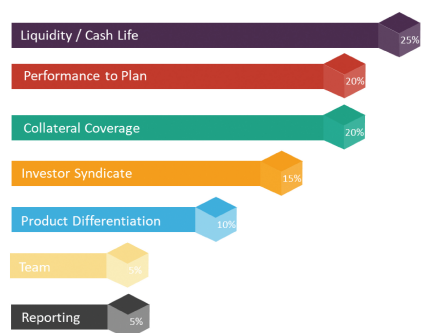 Liquidity / Cash Life
25%
Performance to Plan
20%
Collateral Coverage
20%
Investor Syndicate
15%
Product Differentiation
10%
Team
5%
Reporting
5%